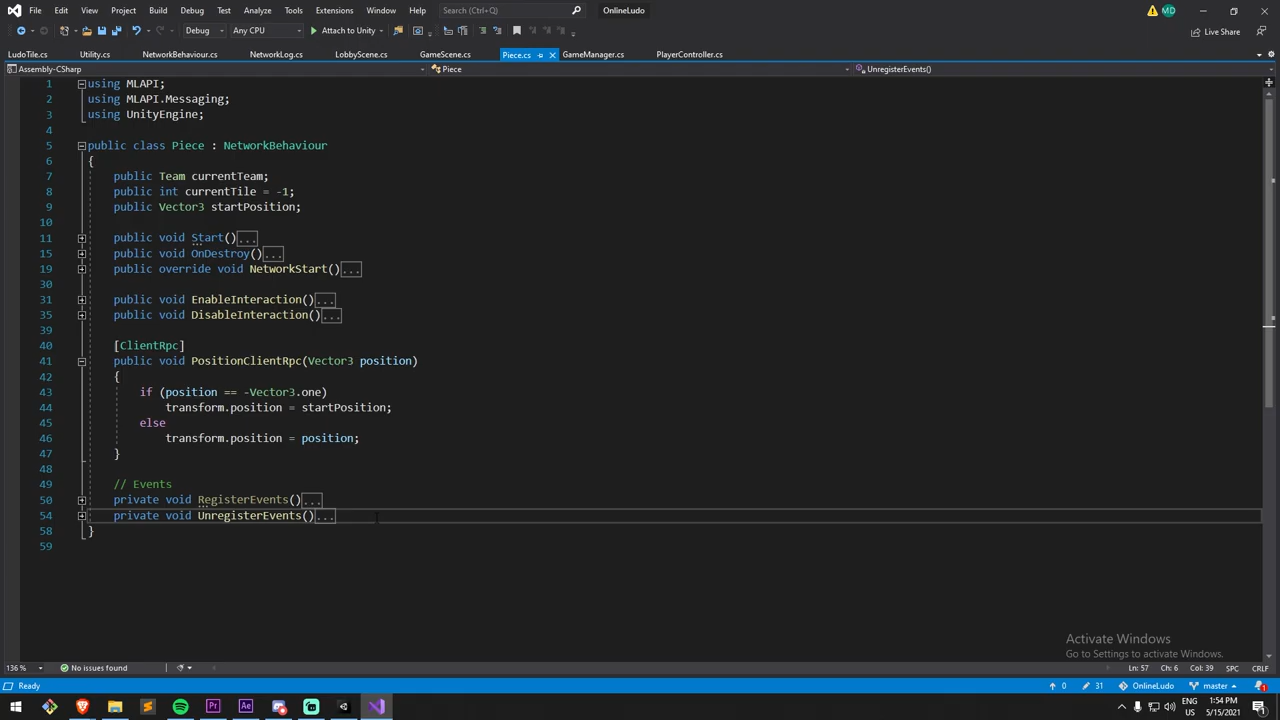 File Edit View Git Project Build Debug Test Analyze Tools Extensions Window Help Search (Ctrl+Q) OnlineLudo MD
Debug Any CPU Attach to Unity Live Share
LudoTile.cs Utility.cs NetworkBehaviour.cs NetworkLog.cs LobbyScene.cs GameScene.cs Piece.cs GameManager.cs PlayerController.cs
Assembly-CSharp Piece UnregisterEvents()
1 using MLAPI;
2 using MLAPI.Messaging;
3 using UnityEngine;
4
5 public class Piece : NetworkBehaviour
6 {
7 public Team currentTeam;
8 public int currentTile = -1;
9 public Vector3 startPosition;
10
11 public void Start()...
15 public void OnDestroy()...
19 public override void NetworkStart()...
30
31 public void EnableInteraction()...
35 public void DisableInteraction()...
39
40 [ClientRpc]
41 public void PositionClientRpc(Vector3 position)
42 {
43 if (position == -Vector3.one)
44 transform.position = startPosition;
45 else
46 transform.position = position;
47 }
48
49 // Events
50 private void RegisterEvents()...
54 private void UnregisterEvents()...
58 }
59
Activate Windows
Go to Settings to activate Windows.
136 % No issues found Ln: 57 Ch: 6 Col: 39 SPC CRLF
Ready 0 31 OnlineLudo master 1
Pr Ae ENG 1:54 PM
US 5/15/2021 1